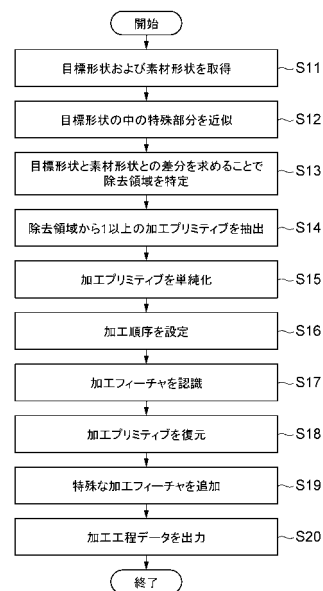 開始
目標形状および素材形状を取得
S11
目標形状の中の特殊部分を近似
S12
目標形状と素材形状との差分を求めることで
除去領域を特定
S13
除去領域から1以上の加工プリミティブを抽出
S14
加工プリミティブを単純化
S15
加工順序を設定
S16
加工フィーチャを認識
S17
加工プリミティブを復元
S18
特殊な加工フィーチャを追加
S19
加工工程データを出力
S20
終了